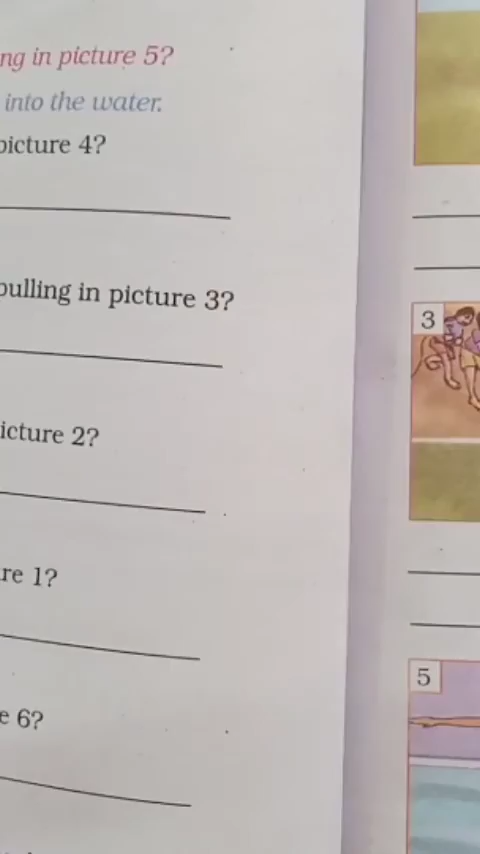 ng in picture 5?
into the water.
picture 4?
pulling in picture 3?
icture 2?
re 1?
e 6?
3
5